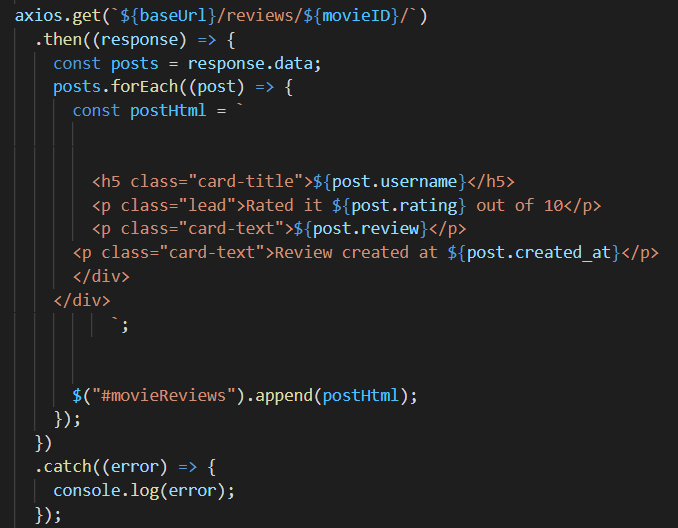 axios.get(`${baseUrl}/reviews/${movieID}/`)
.then((response) => {
const posts = response.data;
posts.forEach((post) => {
const postHtml = `
<h5 class="card-title">${post.username}</h5>
<p class="lead">Rated it ${post.rating} out of 10</p>
<p class="card-text">${post.review}</p>
<p class="card-text">Review created at ${post.created_at}</p>
</div>
</div>
`;
$("#movieReviews").append(postHtml);
});
})
.catch((error) => {
console.log(error);
});